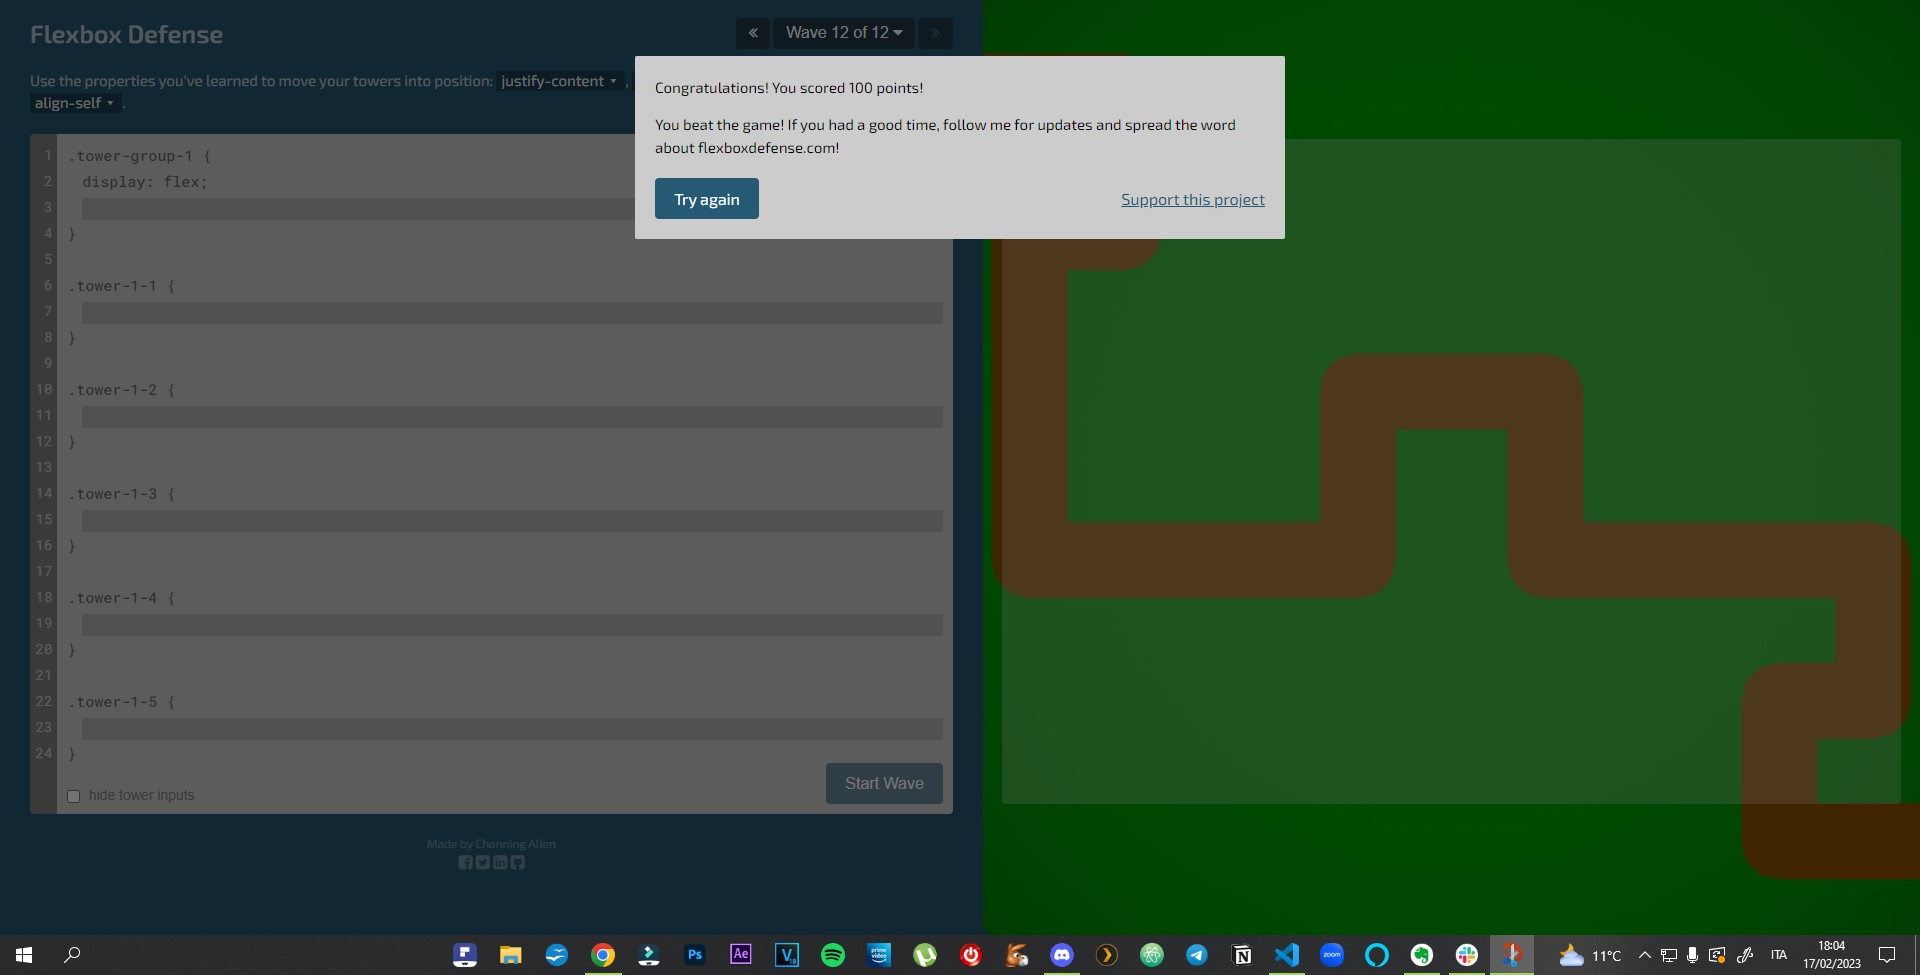 Flexbox Defense
Wave 12 of 12
Use the properties you've learned to move your towers into position: justify-content ,
align-self .
Congratulations! You scored 100 points!
You beat the game! If you had a good time, follow me for updates and spread the word
about flexboxdefense.com!
Try again
Support this project
1 .tower-group-1 {
2 display: flex;
3
4 }
5
6 .tower-1-1 {
7
8 }
9
10 .tower-1-2 {
11
12 }
13
14 .tower-1-3 {
15
16 }
17
18 .tower-1-4 {
19
20 }
21
22 .tower-1-5 {
23
24 }
hide tower inputs
Start Wave
Made by Channing Allen
Ps
Ae
zoom
11°C
ITA
18:04
17/02/2023